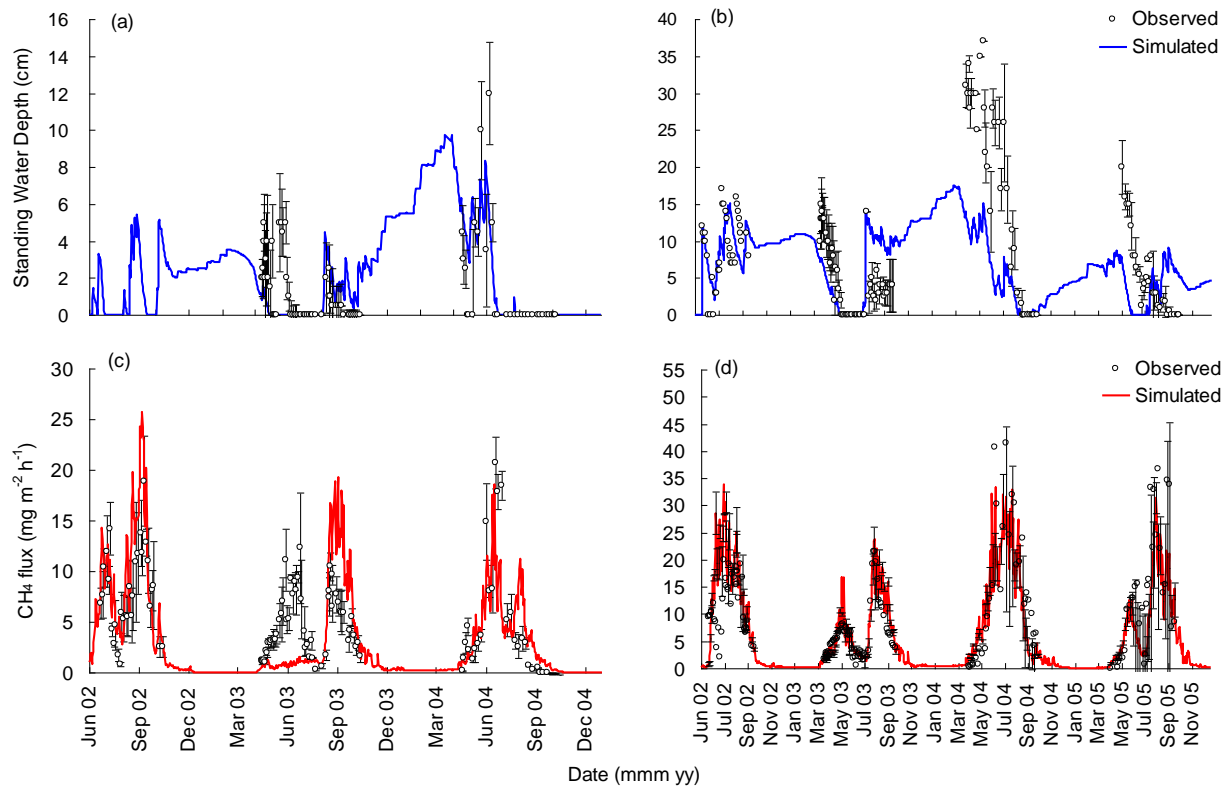 (a)
16
14
12
10
8
6
4
2
0
Standing Water Depth (cm)
(b)
40
35
30
25
20
15
10
5
0
Observed
Simulated
(c)
30
25
20
15
10
5
0
CH4 flux (mg m-2 h-1)
Jun 02
Sep 02
Dec 02
Mar 03
Jun 03
Sep 03
Dec 03
Mar 04
Jun 04
Sep 04
Dec 04
(d)
55
50
45
40
35
30
25
20
15
10
5
0
Observed
Simulated
Jun 02
Jul 02
Sep 02
Nov 02
Jan 03
Mar 03
May 03
Jul 03
Sep 03
Nov 03
Jan 04
Mar 04
May 04
Jul 04
Sep 04
Nov 04
Jan 05
Mar 05
May 05
Jul 05
Sep 05
Nov 05
Date (mmm yy)